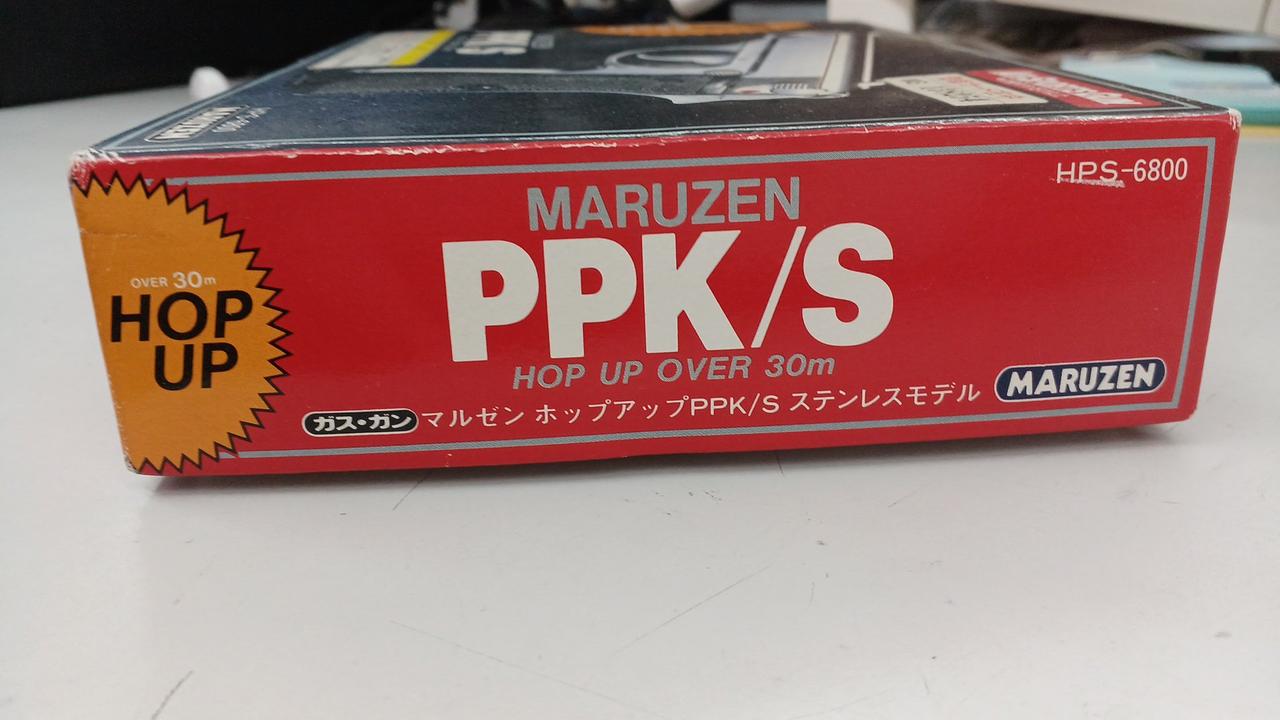 MARUZEN
HPS-6800
OVER 30m
HOP
UP
MARUZEN
PPK/S
HOP UP OVER 30m
ガス・ガン マルゼン ホップアップPPK/S ステンレスモデル
MARUZEN